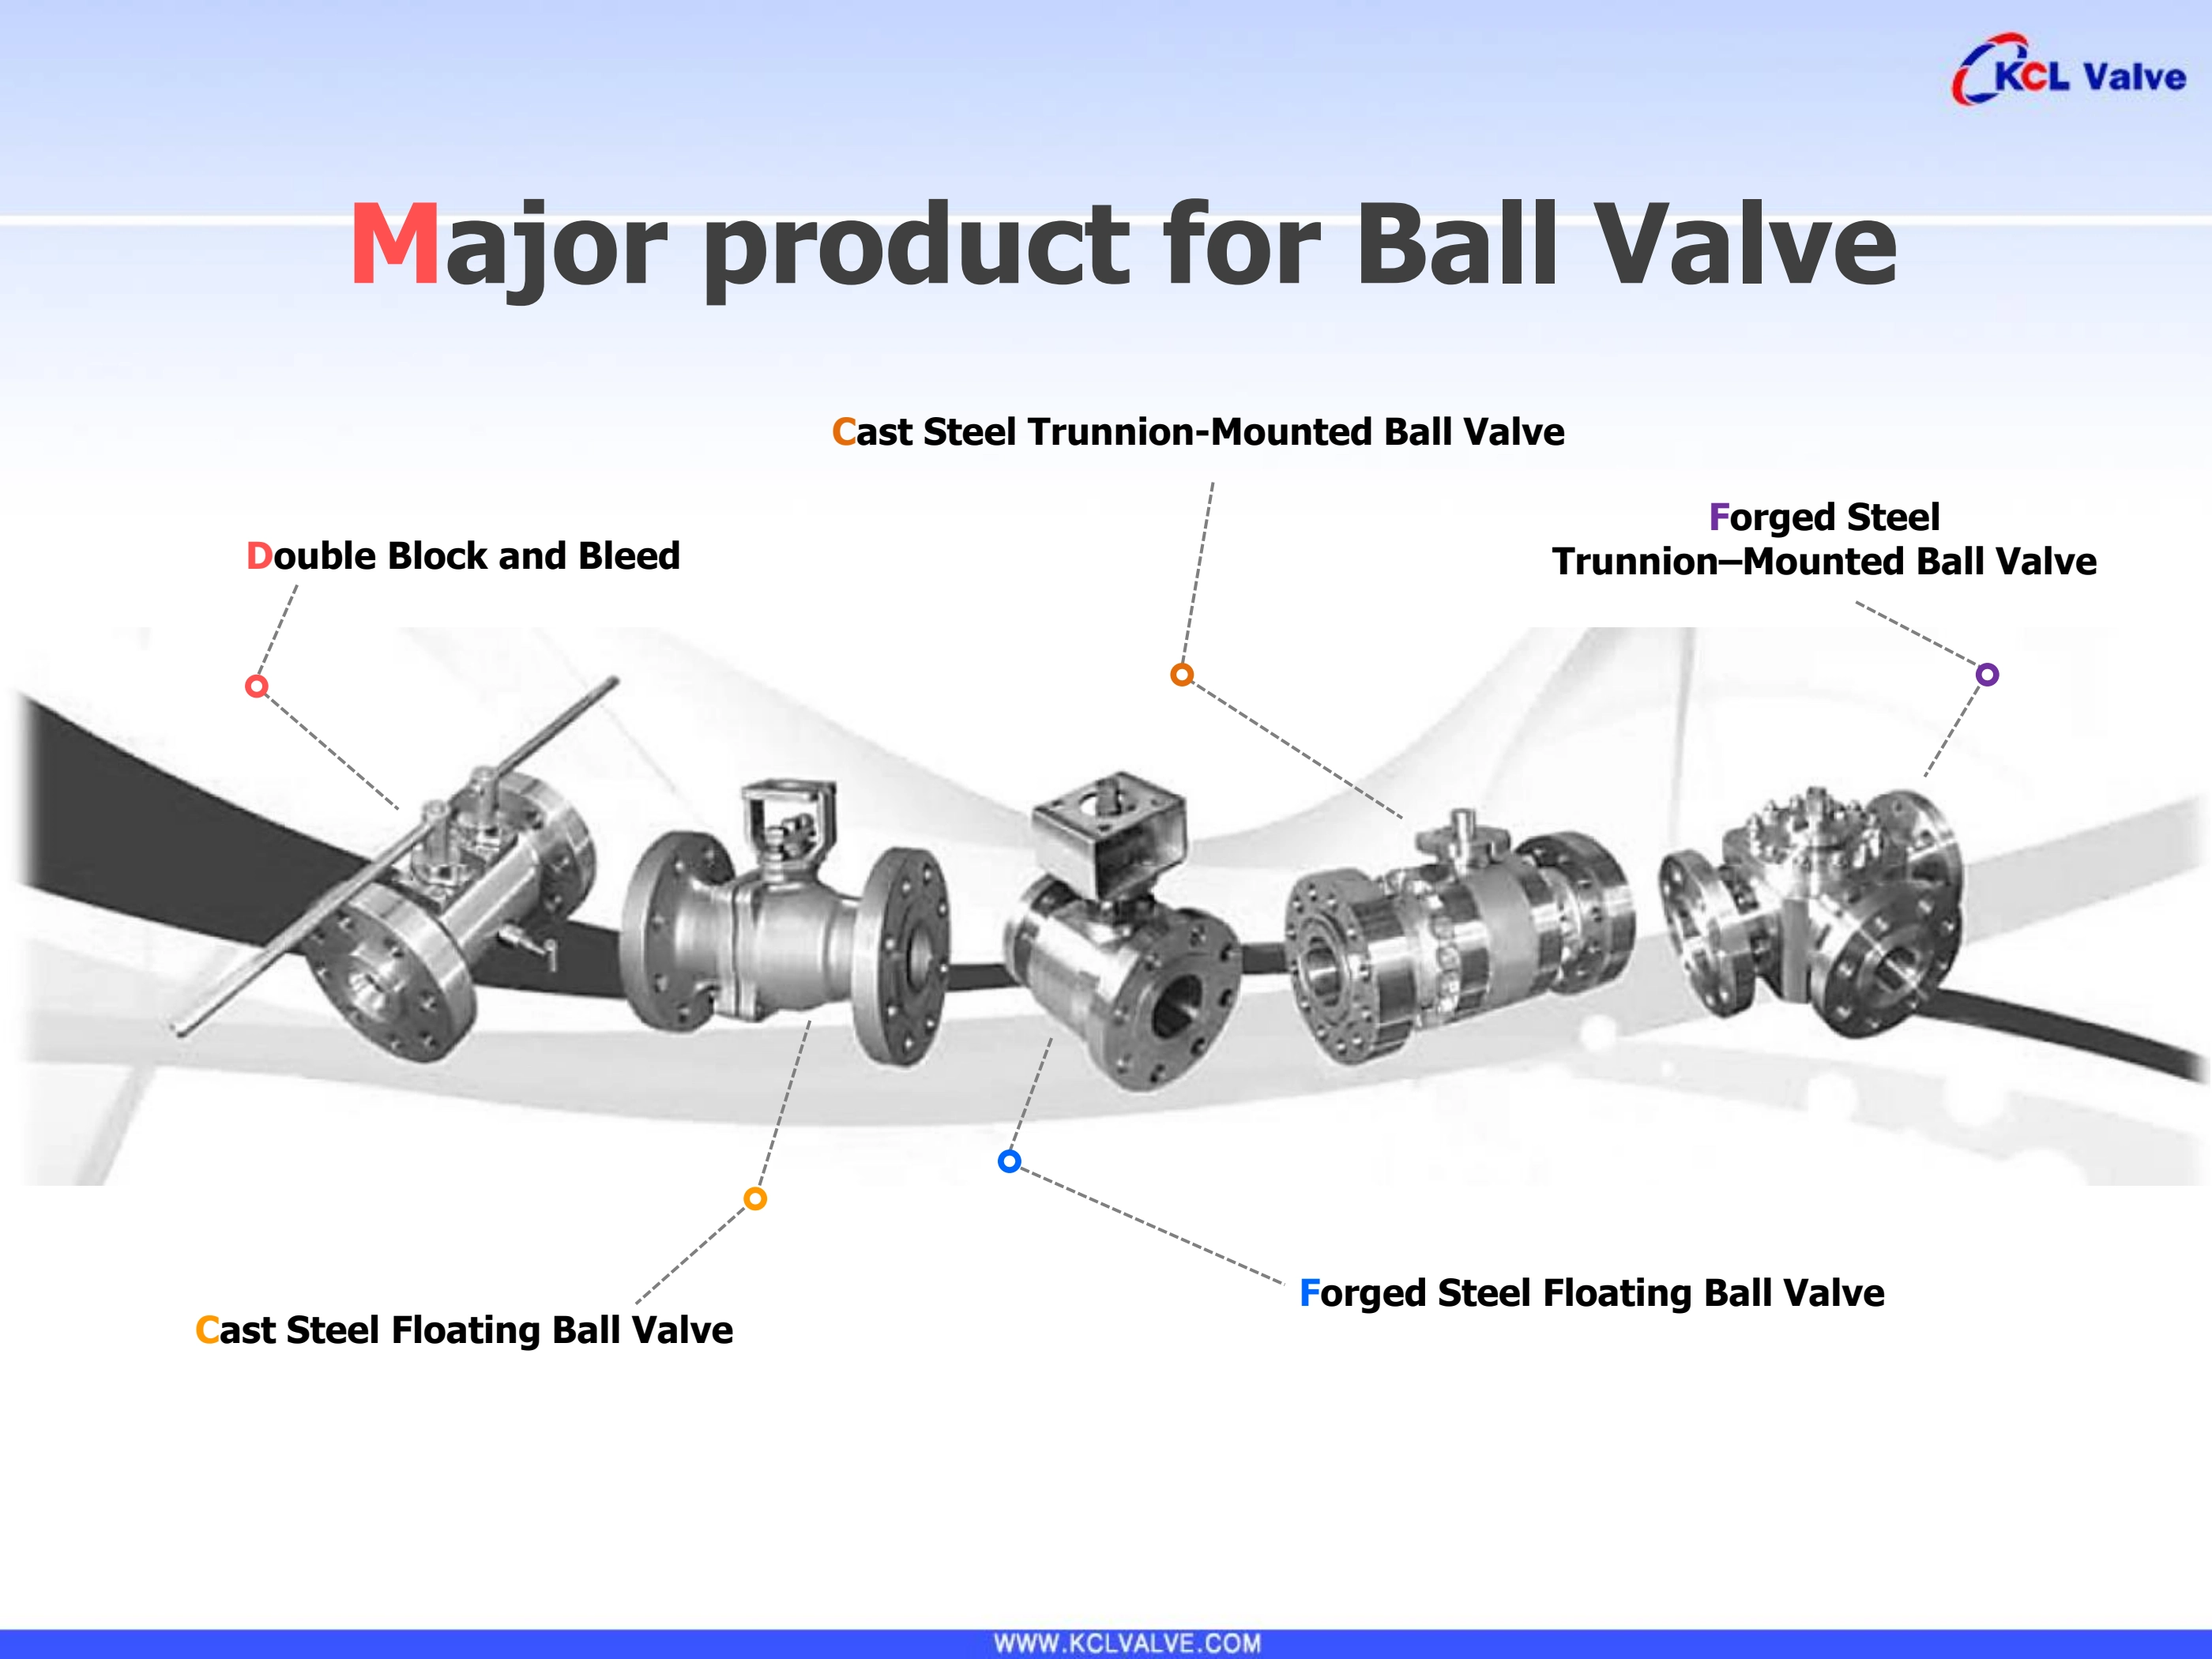 KCL Valve
Major product for Ball Valve
Cast Steel Trunnion-Mounted Ball Valve
Forged Steel
Trunnion–Mounted Ball Valve
Double Block and Bleed
Forged Steel Floating Ball Valve
Cast Steel Floating Ball Valve
WWW.KCLVALVE.COM